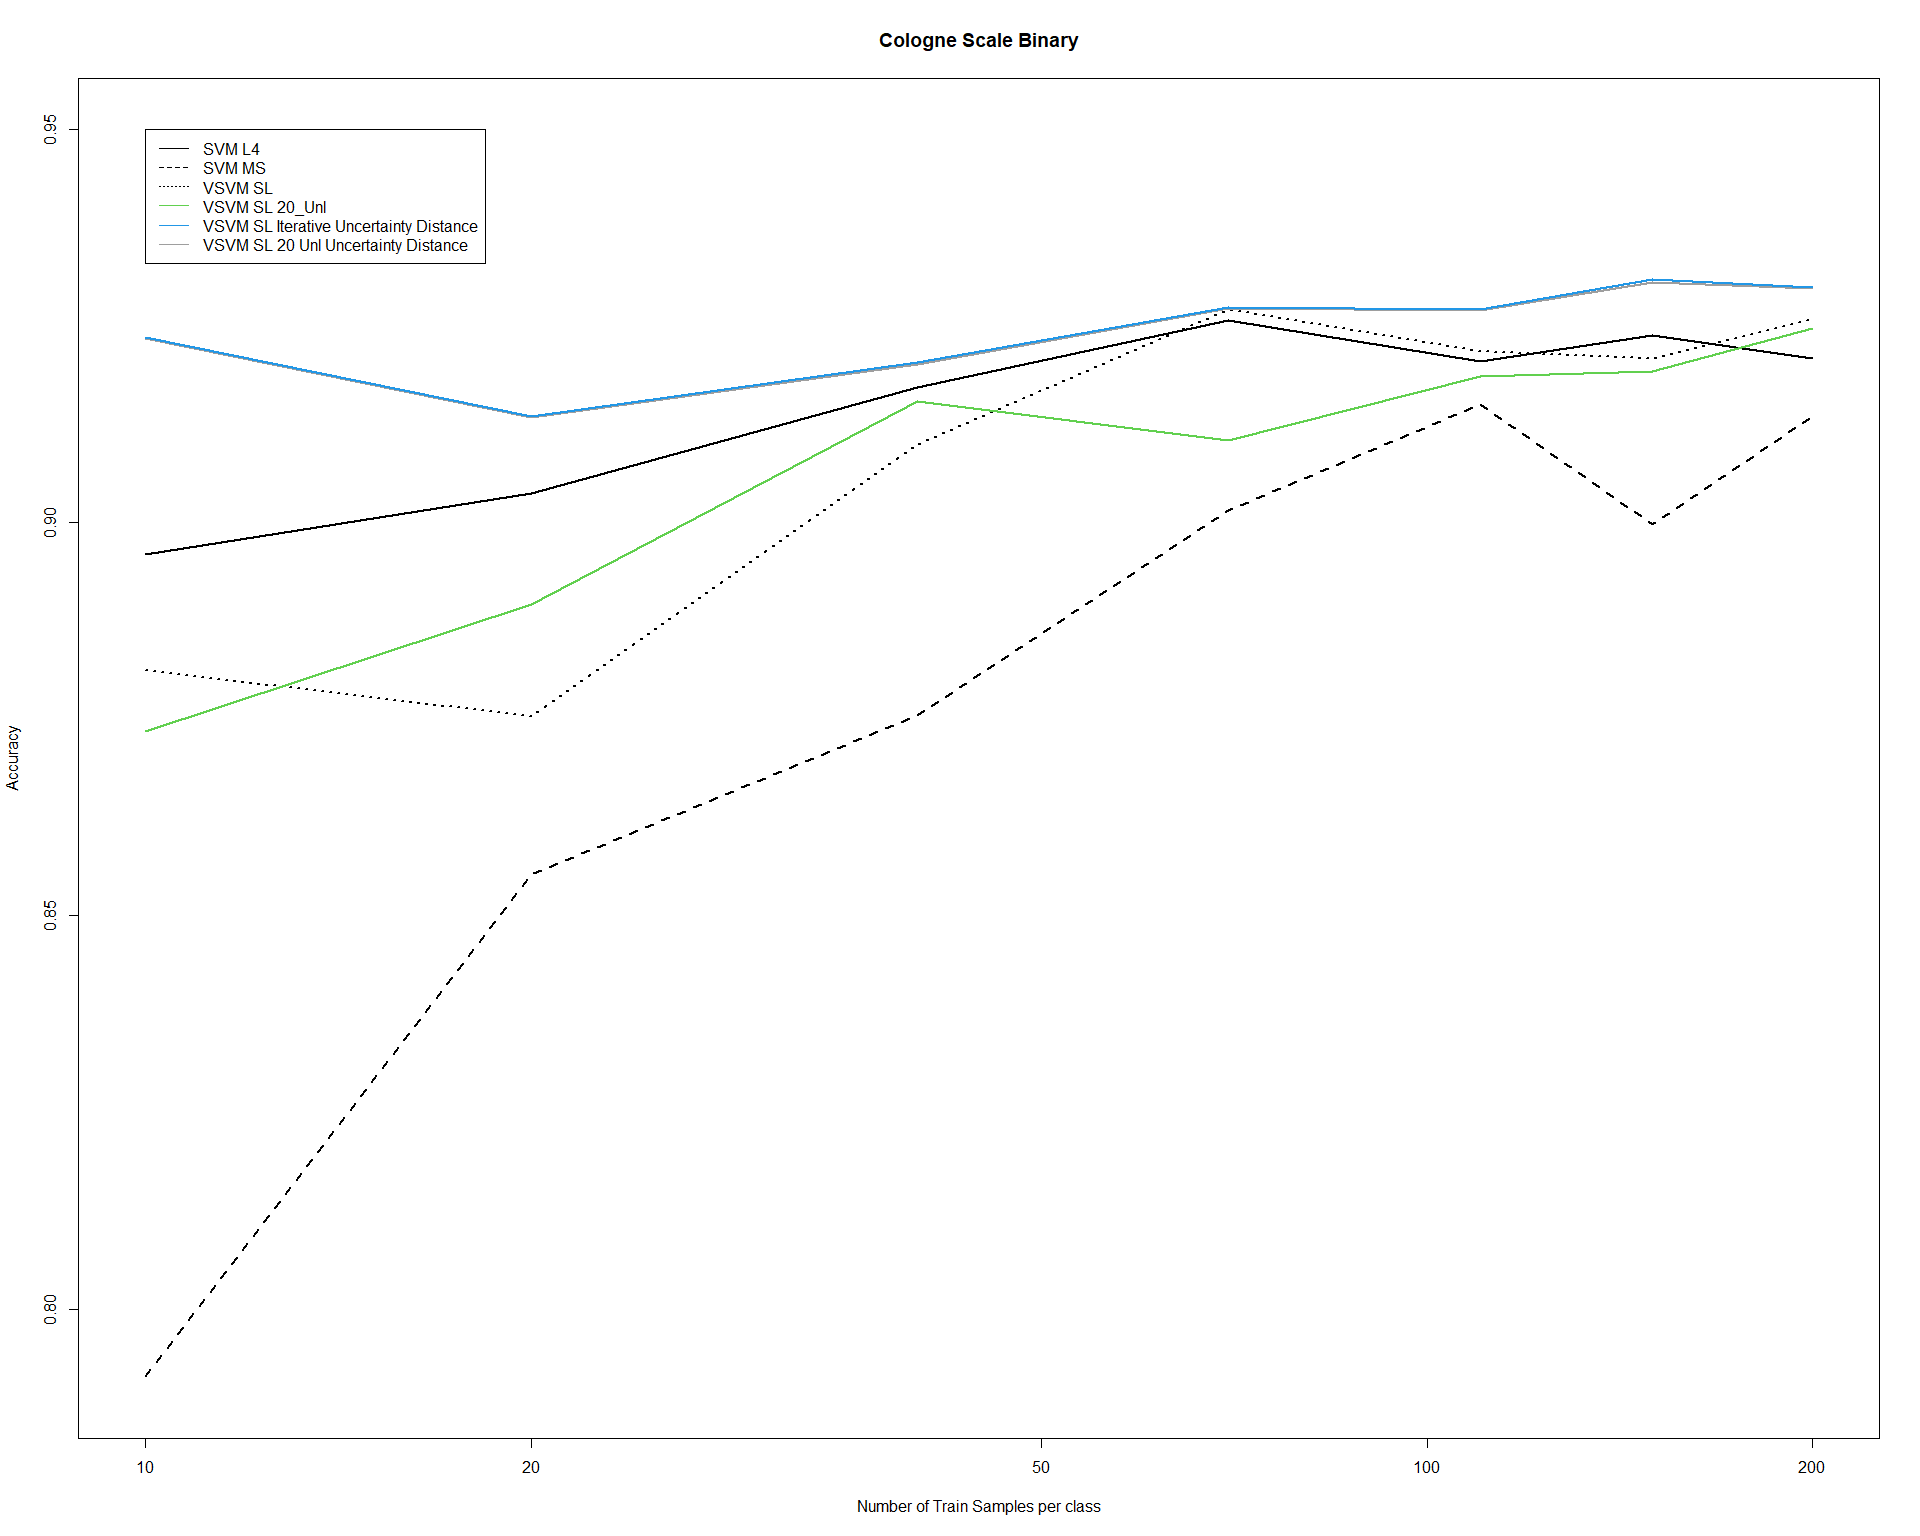 Cologne Scale Binary
0.95
SVM L4
SVM MS
VSVM SL
VSVM SL 20_Unl
VSVM SL Iterative Uncertainty Distance
VSVM SL 20 Unl Uncertainty Distance
0.90
Accuracy
0.85
0.80
10 20 50 100 200
Number of Train Samples per class